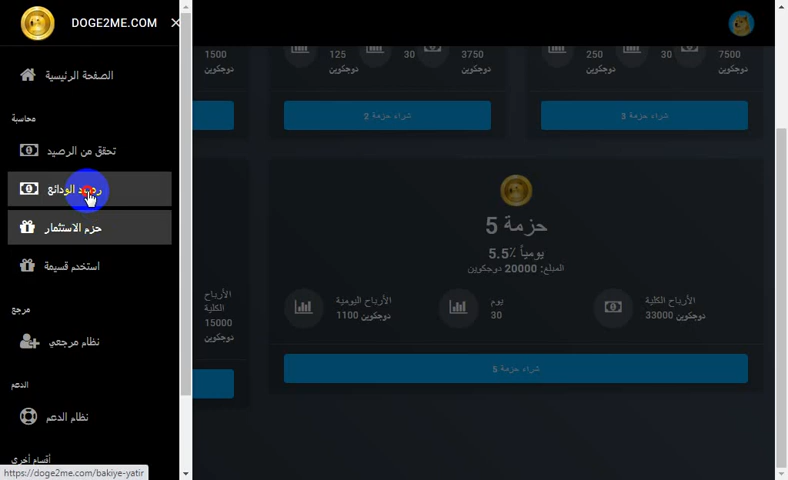 DOGE2ME.COM ×
الصفحة الرئيسية
محاسبة
تحقق من الرصيد
رصيد الودائع
حزم الاستثمار
استخدم قسيمة
مرجع
نظام مرجعي
الدعم
نظام الدعم
أقسام أخرى
https://doge2me.com/bakiye-yatir
1500
دوجكوين
125
دوجكوين
30
3750
دوجكوين
250
دوجكوين
30
7500
دوجكوين
شراء حزمة 2
شراء حزمة 3
حزمة 5
يومياً 5.5٪
المبلغ: 20000 دوجكوين
الأرباح
الكلية
15000
دوجكوين
الأرباح اليومية
1100 دوجكوين
يوم
30
الأرباح الكلية
33000 دوجكوين
شراء حزمة 5